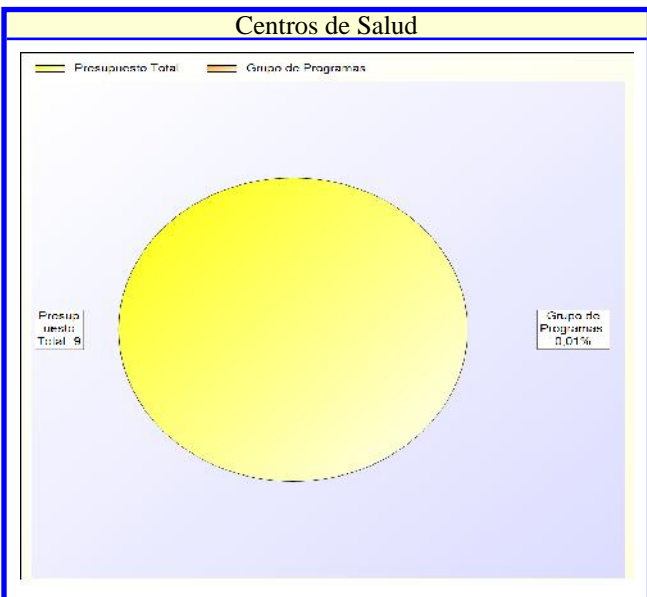 Centros de Salud
Presupuesto Total
Grupo de Programas
Presup
uesto
Total 9
Grupo de
Programas
0,01%